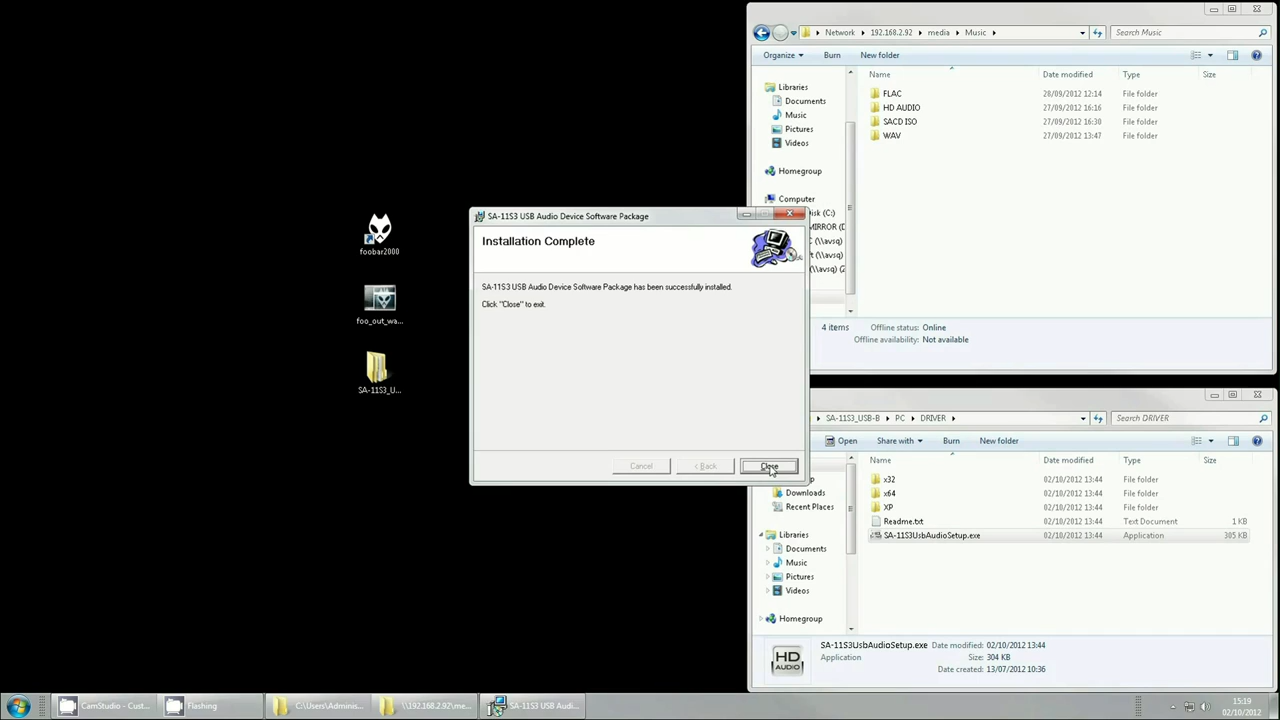 foobar2000
foo_out_wa...
SA-11S3_U...
Network 192.168.2.92 media Music
Search Music
Organize Burn New folder
Name Date modified Type Size
Libraries
Documents
Music
Pictures
Videos
Homegroup
Computer
FLAC 28/09/2012 12:14 File folder
HD AUDIO 27/09/2012 16:16 File folder
SACD ISO 27/09/2012 16:30 File folder
WAV 27/09/2012 13:47 File folder
isk (C:)
MIRROR (D
t (\\avsq) (
t (\\avsq) (
4 items Offline status: Online
Offline availability: Not available
SA-11S3 USB Audio Device Software Package
Installation Complete
SA-11S3 USB Audio Device Software Package has been successfully installed.
Click "Close" to exit.
Cancel < Back Close
SA-11S3_USB-B PC DRIVER
Search DRIVER
Open Share with Burn New folder
Name Date modified Type Size
Downloads
Recent Places
Libraries
Documents
Music
Pictures
Videos
Homegroup
x32 02/10/2012 13:44 File folder
x64 02/10/2012 13:44 File folder
XP 02/10/2012 13:44 File folder
Readme.txt 02/10/2012 13:44 Text Document 1 KB
SA-11S3UsbAudioSetup.exe 02/10/2012 13:44 Application 305 KB
HD AUDIO
SA-11S3UsbAudioSetup.exe Date modified: 02/10/2012 13:44
Application Size: 304 KB
Date created: 13/07/2012 10:36
CamStudio - Cust... Flashing C:\Users\Adminis... \\192.168.2.92\me... SA-11S3 USB Audi...
15:19
02/10/2012